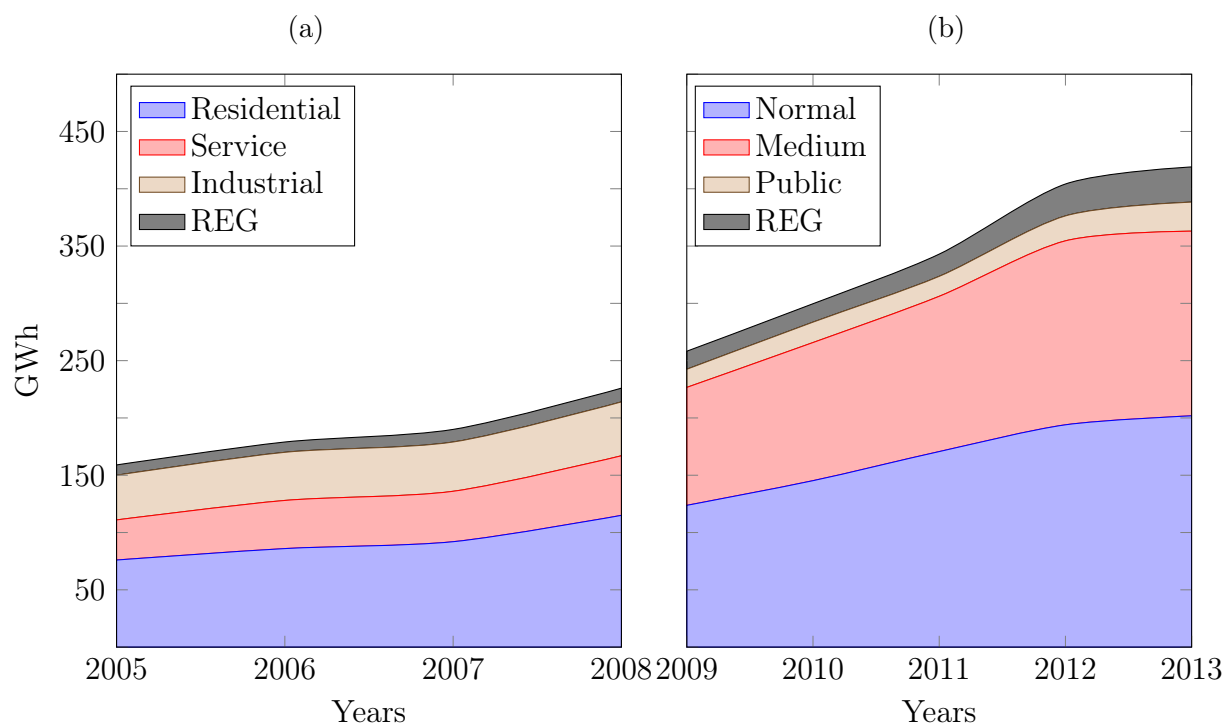 (a)
Residential
Service
Industrial
REG
450
350
250
150
50
GWh
2005 2006 2007 2008
Years
(b)
Normal
Medium
Public
REG
2009 2010 2011 2012 2013
Years